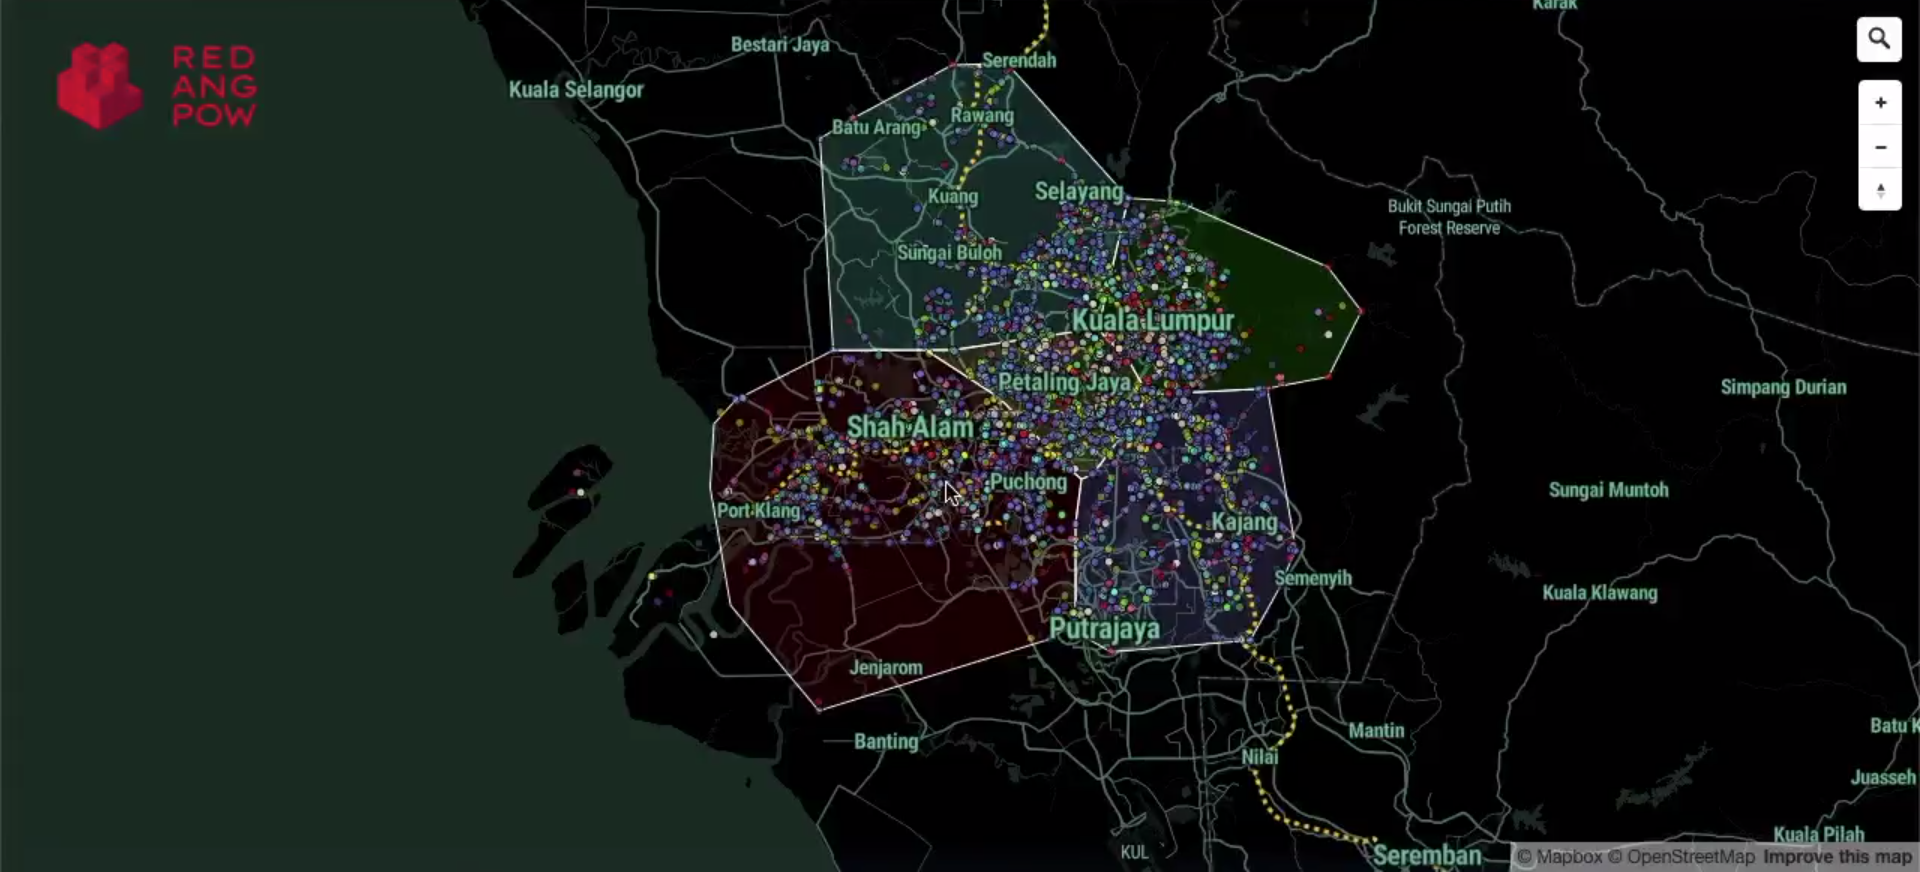 RED
ANG
POW
Karak
Bestari Jaya
Serendah
Kuala Selangor
Rawang
Batu Arang
Kuang
Selayang
Bukit Sungai Putih
Forest Reserve
Sungai Buloh
Kuala Lumpur
Petaling Jaya
Simpang Durian
Shah Alam
Puchong
Sungai Muntoh
Port Klang
Kajang
Semenyih
Kuala Klawang
Putrajaya
Jenjarom
Banting
Mantin
Batu K
Nilai
Juasseh
Kuala Pilah
KUL
Seremban
© Mapbox © OpenStreetMap Improve this map